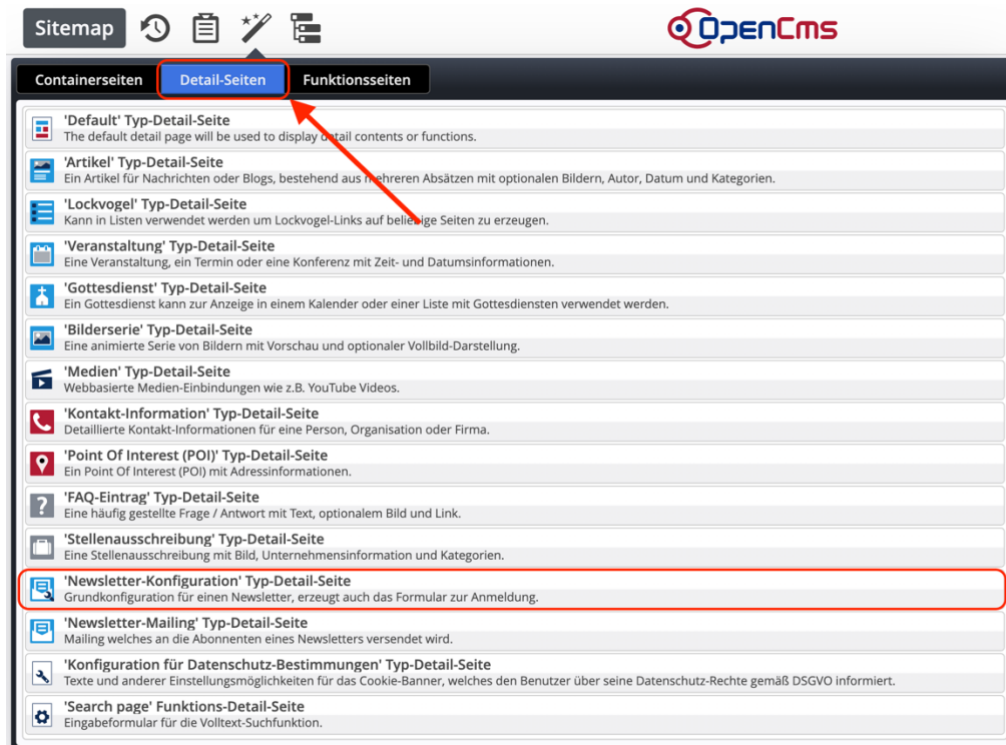 Sitemap
OpenCms
Containerseiten Detail-Seiten Funktionsseiten
'Default' Typ-Detail-Seite
The default detail page will be used to display detail contents or functions.
'Artikel' Typ-Detail-Seite
Ein Artikel für Nachrichten oder Blogs, bestehend aus mehreren Absätzen mit optionalen Bildern, Autor, Datum und Kategorien.
'Lockvogel' Typ-Detail-Seite
Kann in Listen verwendet werden um Lockvogel-Links auf beliebige Seiten zu erzeugen.
'Veranstaltung' Typ-Detail-Seite
Eine Veranstaltung, ein Termin oder eine Konferenz mit Zeit- und Datumsinformationen.
'Gottesdienst' Typ-Detail-Seite
Ein Gottesdienst kann zur Anzeige in einem Kalender oder einer Liste mit Gottesdiensten verwendet werden.
'Bilderserie' Typ-Detail-Seite
Eine animierte Serie von Bildern mit Vorschau und optionaler Vollbild-Darstellung.
'Medien' Typ-Detail-Seite
Webbasierte Medien-Einbindungen wie z.B. YouTube Videos.
'Kontakt-Information' Typ-Detail-Seite
Detaillierte Kontakt-Informationen für eine Person, Organisation oder Firma.
'Point Of Interest (POI)' Typ-Detail-Seite
Ein Point Of Interest (POI) mit Adressinformationen.
'FAQ-Eintrag' Typ-Detail-Seite
Eine häufig gestellte Frage / Antwort mit Text, optionalem Bild und Link.
'Stellenausschreibung' Typ-Detail-Seite
Eine Stellenausschreibung mit Bild, Unternehmensinformation und Kategorien.
'Newsletter-Konfiguration' Typ-Detail-Seite
Grundkonfiguration für einen Newsletter, erzeugt auch das Formular zur Anmeldung.
'Newsletter-Mailing' Typ-Detail-Seite
Mailing welches an die Abonnenten eines Newsletters versendet wird.
'Konfiguration für Datenschutz-Bestimmungen' Typ-Detail-Seite
Texte und anderer Einstellungsmöglichkeiten für das Cookie-Banner, welches den Benutzer über seine Datenschutz-Rechte gemäß DSGVO informiert.
'Search page' Funktions-Detail-Seite
Eingabeformular für die Volltext-Suchfunktion.